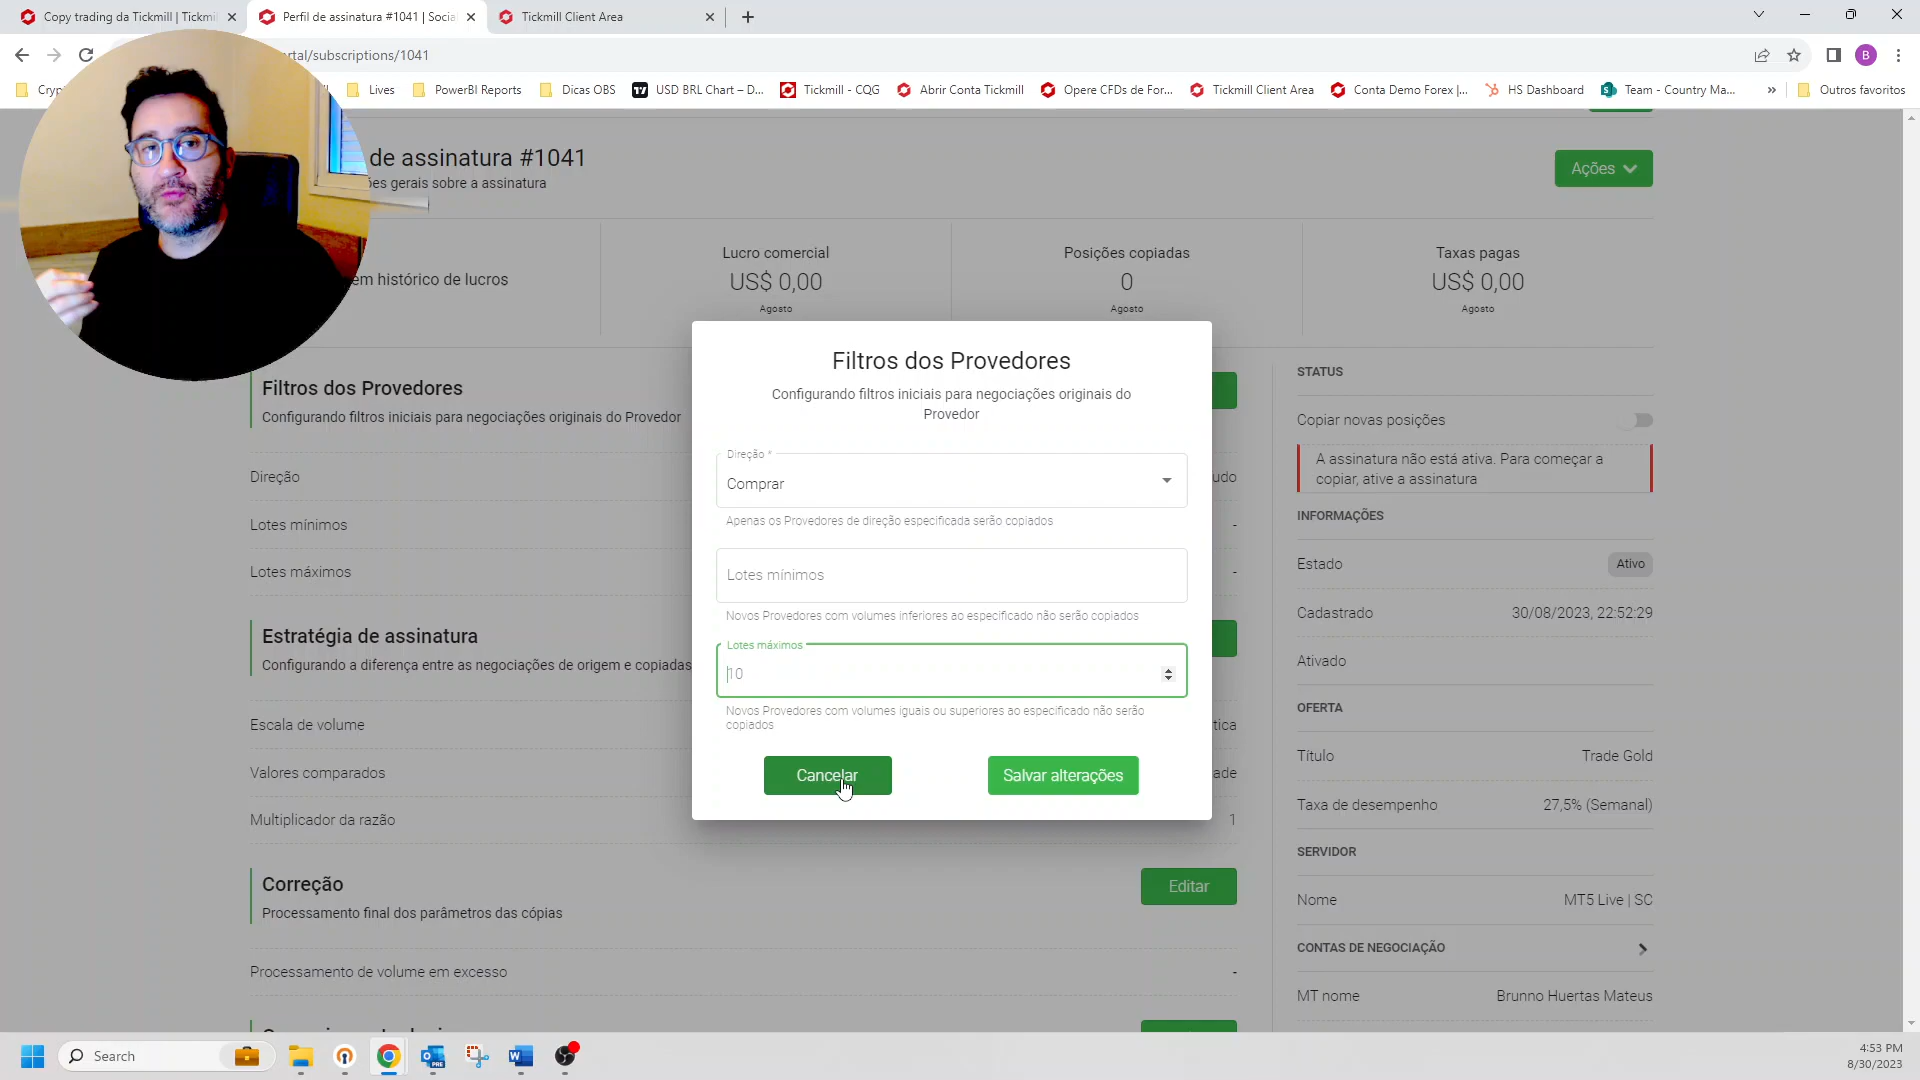 Copy trading da Tickmill | Tickmi
Perfil de assinatura #1041 | Socia
Tickmill Client Area
rtal/subscriptions/1041
B
Lives
PowerBI Reports
Dicas OBS
USD BRL Chart – D...
Tickmill - CQG
Abrir Conta Tickmill
Opere CFDs de For...
Tickmill Client Area
Conta Demo Forex |...
HS Dashboard
Team - Country Ma...
»
Outros favoritos
de assinatura #1041
ões gerais sobre a assinatura
Ações
em histórico de lucros
Lucro comercial
US$ 0,00
Agosto
Posições copiadas
0
Agosto
Taxas pagas
US$ 0,00
Agosto
Filtros dos Provedores
Configurando filtros iniciais para negociações originais do Provedor
Direção
udo
Lotes mínimos
-
Lotes máximos
-
Estratégia de assinatura
Configurando a diferença entre as negociações de origem e copiadas
Escala de volume
tica
Valores comparados
ade
Multiplicador da razão
1
Correção
Processamento final dos parâmetros das cópias
Editar
Processamento de volume em excesso
-
Filtros dos Provedores
Configurando filtros iniciais para negociações originais do
Provedor
Direção *
Comprar
Apenas os Provedores de direção especificada serão copiados
Lotes mínimos
Novos Provedores com volumes inferiores ao especificado não serão copiados
Lotes máximos
10
Novos Provedores com volumes iguais ou superiores ao especificado não serão
copiados
Cancelar
Salvar alterações
STATUS
Copiar novas posições
A assinatura não está ativa. Para começar a
copiar, ative a assinatura
INFORMAÇÕES
Estado
Ativo
Cadastrado
30/08/2023, 22:52:29
Ativado
OFERTA
Título
Trade Gold
Taxa de desempenho
27,5% (Semanal)
SERVIDOR
Nome
MT5 Live | SC
CONTAS DE NEGOCIAÇÃO
MT nome
Brunno Huertas Mateus
Search
4:53 PM
8/30/2023